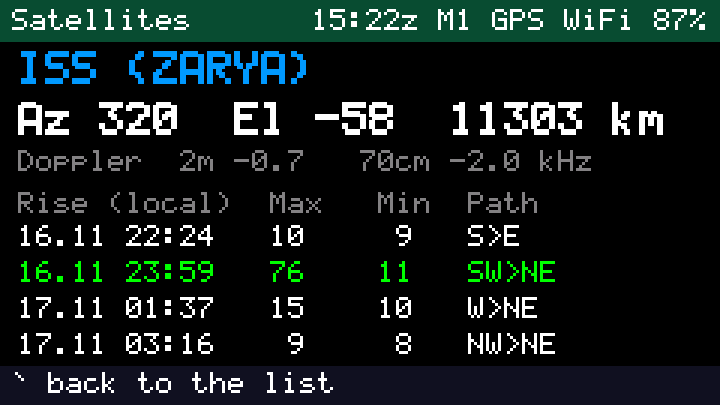 Satellites 15:22z M1 GPS WiFi 87%
ISS (ZARYA)
Az 320 El -58 11303 km
Doppler 2m -0.7 70cm -2.0 kHz
Rise (local) Max Min Path
16.11 22:24 10 9 S>E
16.11 23:59 76 11 SW>NE
17.11 01:37 15 10 W>NE
17.11 03:16 9 8 NW>NE
` back to the list